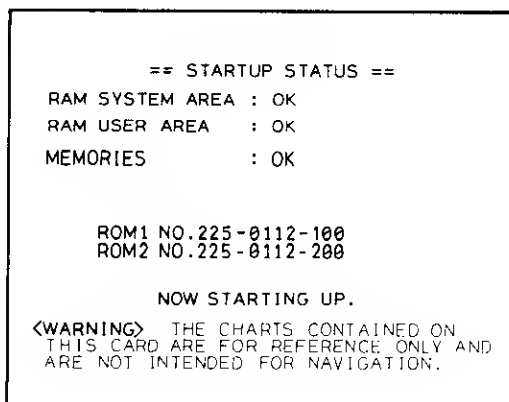 == STARTUP STATUS ==
RAM SYSTEM AREA : OK
RAM USER AREA : OK
MEMORIES : OK
ROM1 NO.225-0112-100
ROM2 NO.225-0112-200
NOW STARTING UP.
<WARNING> THE CHARTS CONTAINED ON
THIS CARD ARE FOR REFERENCE ONLY AND
ARE NOT INTENDED FOR NAVIGATION.